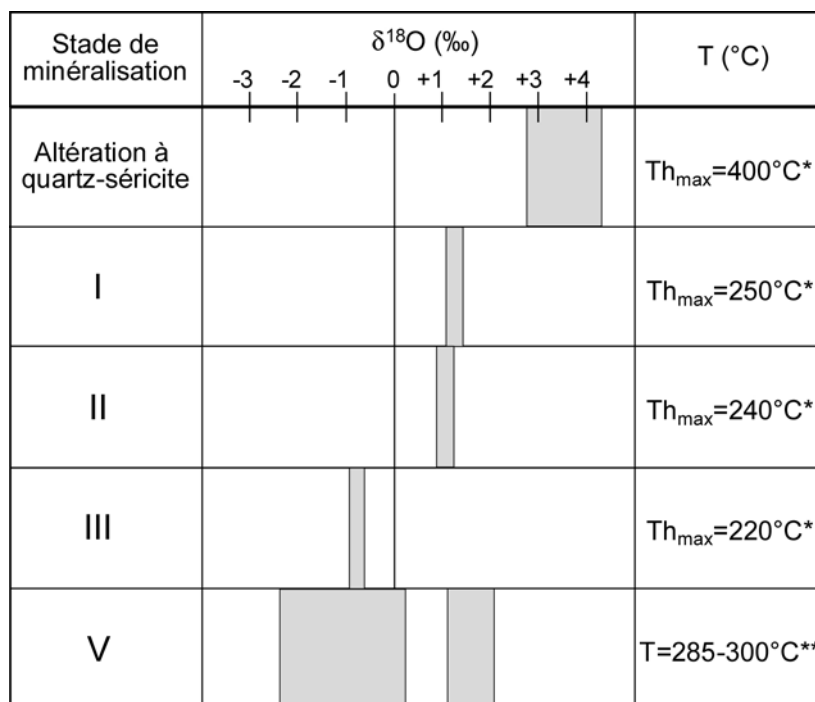 Stade de
minéralisation
δ¹⁸O (‰)
-3 -2 -1 0 +1 +2 +3 +4
T (°C)
Altération à
quartz-séricite
Thmax=400°C*
I
Thmax=250°C*
II
Thmax=240°C*
III
Thmax=220°C*
V
T=285-300°C**